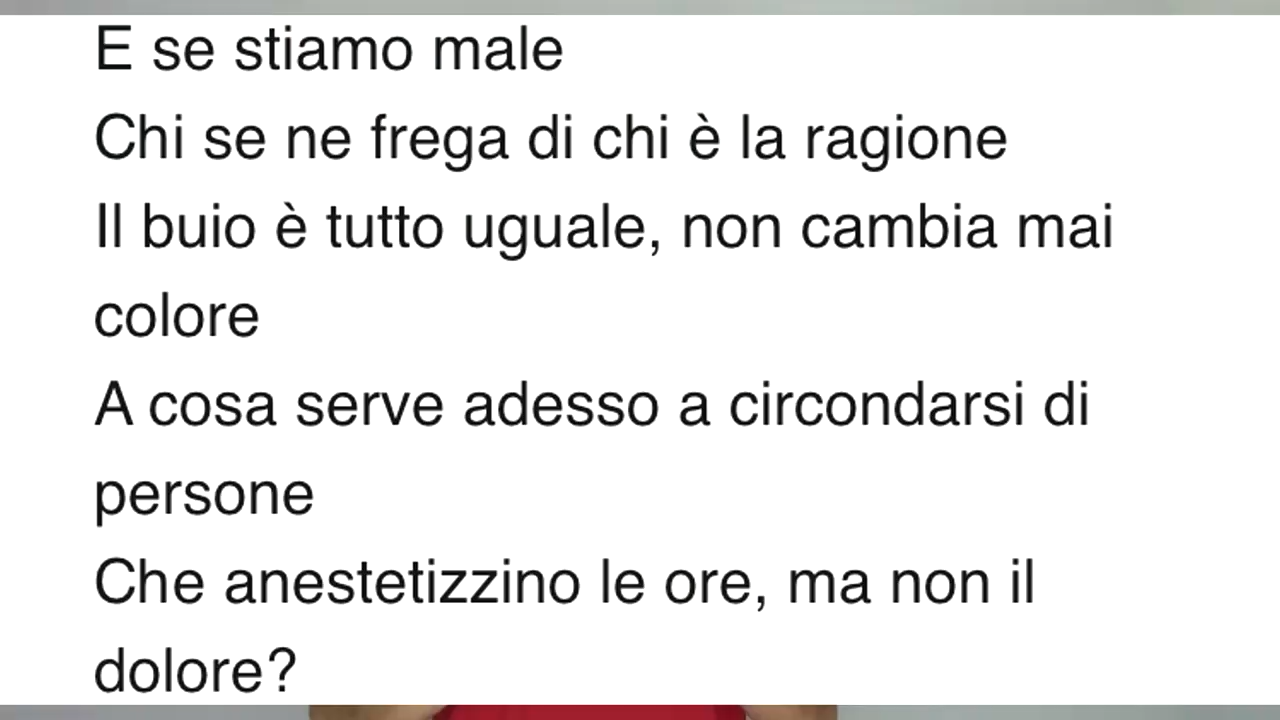 E se stiamo male
Chi se ne frega di chi è la ragione
Il buio è tutto uguale, non cambia mai
colore
A cosa serve adesso a circondarsi di
persone
Che anestetizzino le ore, ma non il
dolore?